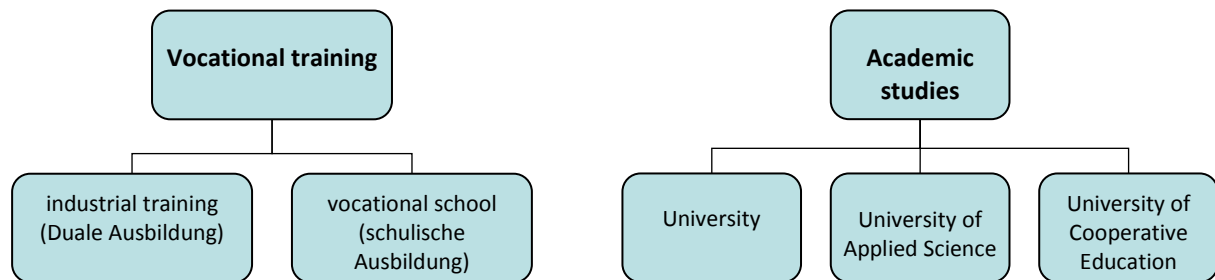 Vocational training
industrial training
(Duale Ausbildung)
vocational school
(schulische
Ausbildung)
Academic
studies
University
University of
Applied Science
University of
Cooperative
Education